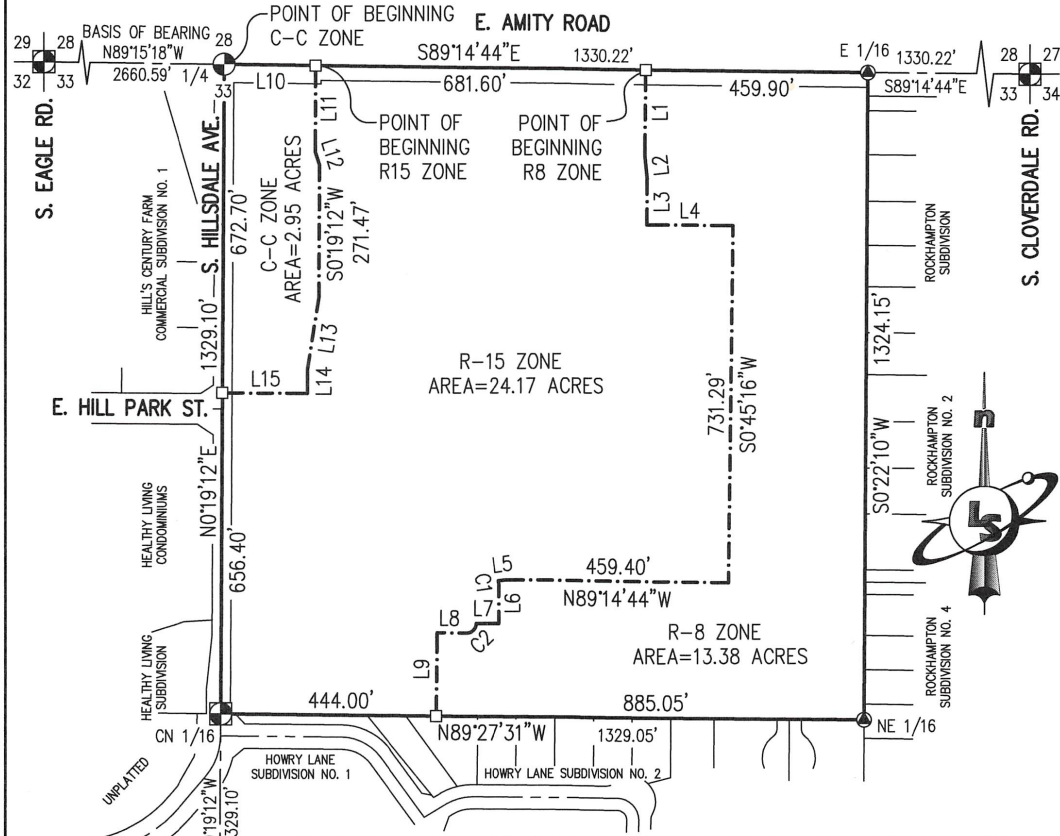 POINT OF BEGINNING
C-C ZONE
E. AMITY ROAD
BASIS OF BEARING
N89°15'18"W
2660.59'
29
28
32
33
28
1/4
33
S89°14'44"E
1330.22'
E 1/16
1330.22'
S89°14'44"E
28
27
33
34
L10
681.60'
459.90'
S. EAGLE RD.
S. CLOVERDALE RD.
S. HILLSDALE AVE.
L11
L12
POINT OF
BEGINNING
R15 ZONE
POINT OF
BEGINNING
R8 ZONE
L1
L2
L3
L4
HILL'S CENTURY FARM
COMMERCIAL SUBDIVISION NO. 1
672.70'
1329.10'
C-C ZONE
AREA=2.95 ACRES
S0°19'12"W
271.47'
ROCKHAMPTON
SUBDIVISION
1324.15'
R-15 ZONE
AREA=24.17 ACRES
L13
L14
L15
E. HILL PARK ST.
731.29'
S0°45'16"W
S0°22'10"W
ROCKHAMPTON
SUBDIVISION NO. 2
n
LS
HEALTHY LIVING
CONDOMINIUMS
N0°19'12"E
656.40'
L5
459.40'
N89°14'44"W
C1
L6
L7
L8
C2
L9
R-8 ZONE
AREA=13.38 ACRES
ROCKHAMPTON
SUBDIVISION NO. 4
HEALTHY LIVING
SUBDIVISION
444.00'
885.05'
CN 1/16
N89°27'31"W
1329.05'
NE 1/16
UNPLATTED
HOWRY LANE
SUBDIVISION NO. 1
HOWRY LANE SUBDIVISION NO. 2
19'12"W
329.10'